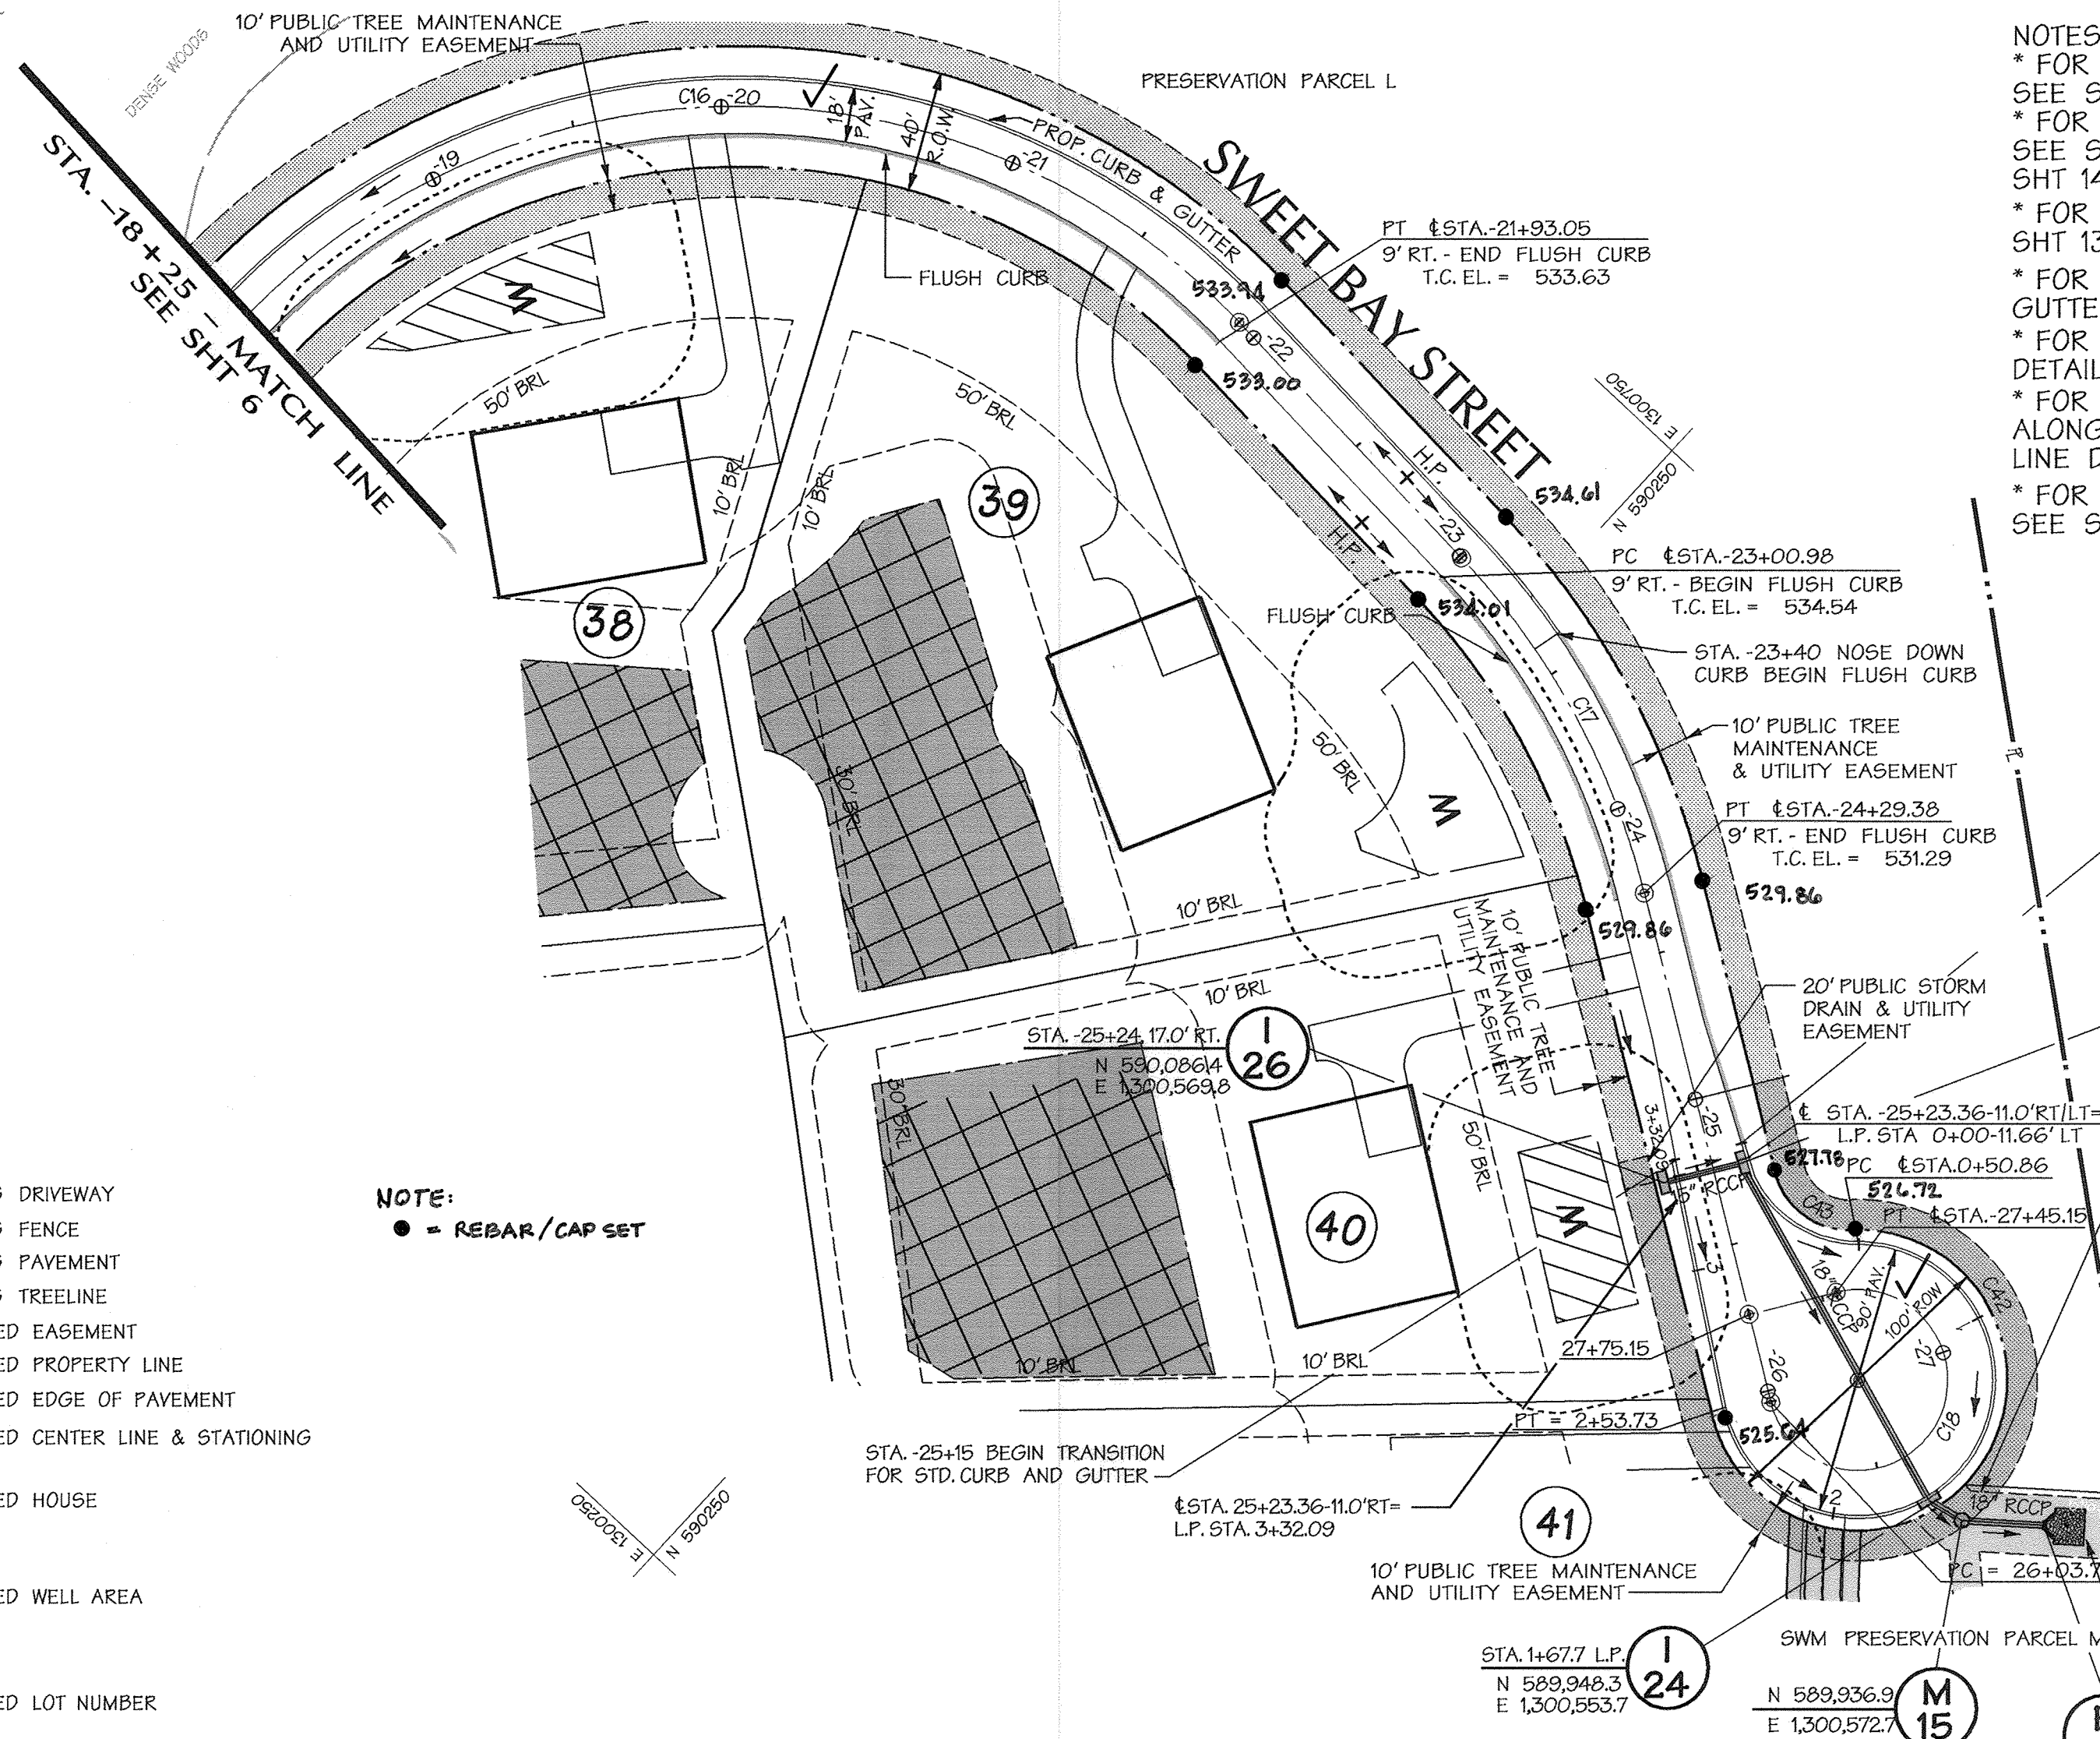 10' PUBLIC TREE MAINTENANCE
AND UTILITY EASEMENT
DENSE WOODS
STA. -18+25 - MATCH LINE
SEE SHT 6
-19
C16
-20
18' PAV.
40' R.O.W.
-21
PROP. CURB & GUTTER
PRESERVATION PARCEL L
SWEET BAY STREET
FLUSH CURB
PT ℄STA.-21+93.05
9' RT. - END FLUSH CURB
T.C. EL. = 533.63
533.94
-22
533.00
50' BRL
50' BRL
10' BRL
10' BRL
W
38
39
H.P.
H.P.
-23
534.61
E 1300750
N 590250
PC ℄STA.-23+00.98
9' RT. - BEGIN FLUSH CURB
T.C. EL. = 534.54
534.01
FLUSH CURB
STA. -23+40 NOSE DOWN
CURB BEGIN FLUSH CURB
C17
10' PUBLIC TREE
MAINTENANCE
& UTILITY EASEMENT
PL
50' BRL
W
-24
PT ℄STA.-24+29.38
9' RT. - END FLUSH CURB
T.C. EL. = 531.29
529.86
529.86
30' BRL
10' BRL
10' BRL
10' PUBLIC TREE
MAINTENANCE AND
UTILITY EASEMENT
20' PUBLIC STORM
DRAIN & UTILITY
EASEMENT
STA. -25+24, 17.0' RT.
N 590,086.4
E 1,300,569.8
I
26
30' BRL
50' BRL
3+32.09
-25
℄ STA. -25+23.36-11.0'RT/LT=
L.P. STA 0+00-11.66' LT
527.78
PC ℄STA.0+50.86
526.72
PT ℄STA.-27+45.15
C43
RCCP
40
W
3
18" RCCP
90' PAV.
100' ROW
C42
-27
C18
27+75.15
-26
10' BRL
10' BRL
PT = 2+53.73
525.64
STA. -25+15 BEGIN TRANSITION
FOR STD. CURB AND GUTTER
℄STA. 25+23.36-11.0'RT=
L.P. STA. 3+32.09
41
2
18" RCCP
10' PUBLIC TREE MAINTENANCE
AND UTILITY EASEMENT
PC = 26+03.7
SWM PRESERVATION PARCEL M
STA. 1+67.7 L.P.
N 589,948.3
E 1,300,553.7
I
24
N 589,936.9
E 1,300,572.7
M
15
E 1300250
N 590250
NOTE:
● = REBAR/CAP SET
DRIVEWAY
FENCE
PAVEMENT
TREELINE
ED EASEMENT
ED PROPERTY LINE
ED EDGE OF PAVEMENT
ED CENTER LINE & STATIONING
ED HOUSE
ED WELL AREA
ED LOT NUMBER
NOTES
* FOR
SEE S
* FOR
SEE S
SHT 14
* FOR
SHT 13
* FOR
GUTTE
* FOR
DETAIL
* FOR
ALONG
LINE D
* FOR
SEE S